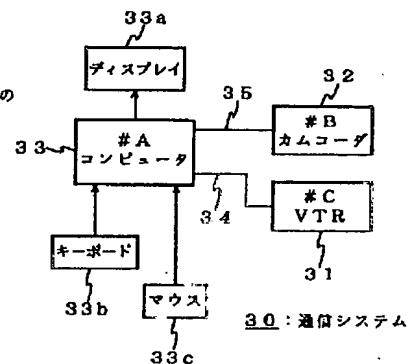 33a
ディスプレイ
の
35
32
33
#A
コンピュータ
#B
カムコーダ
34
#C
VTR
31
キーボード
33b
マウス
33c
30:通信システム